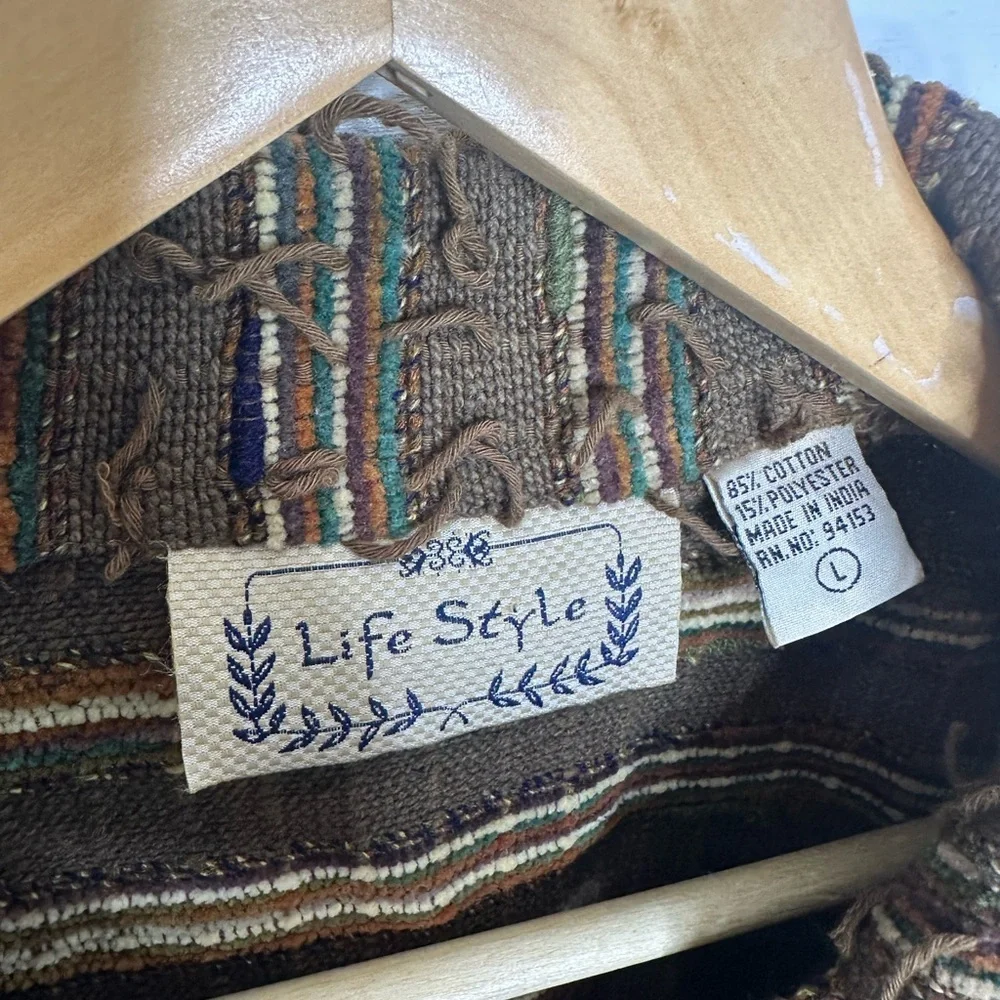 Life Style
85% COTTON
15% POLYESTER
MADE IN INDIA
RN.NO: 94153
L